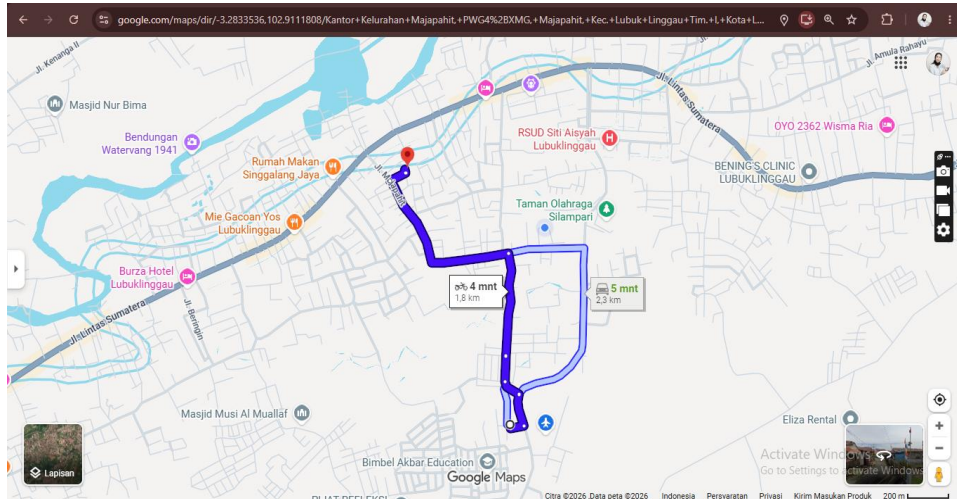 google.com/maps/dir/-3.2833536,102.9111808/Kantor+Kelurahan+Majapahit,+PWG4%2BXMG,+Majapahit,+Kec.+Lubuk+Linggau+Tim.+I,+Kota+L...
Jl. Kenanga II
Jl. Amula Rahayu
Masjid Nur Bima
Jl. Lintas Sumatera
Bendungan
Watervang 1941
RSUD Siti Aisyah
Lubuklinggau
OYO 2362 Wisma Ria
Rumah Makan
Singgalang Jaya
BENING'S CLINIC
LUBUKLINGGAU
Jl. Majapahit
Taman Olahraga
Silampari
Mie Gacoan Yos
Lubuklinggau
Burza Hotel
Lubuklinggau
4 mnt
1,8 km
5 mnt
2,3 km
Jl. Beringin
Jl. Lintas Sumatera
Masjid Musi Al Muallaf
Eliza Rental
Lapisan
Bimbel Akbar Education
Google Maps
Activate Windows
Go to Settings to activate Windows
PIJAT REFLEKSI
Citra ©2026 Data peta ©2026 Indonesia Persyaratan Privasi Kirim Masukan Produk 200 m